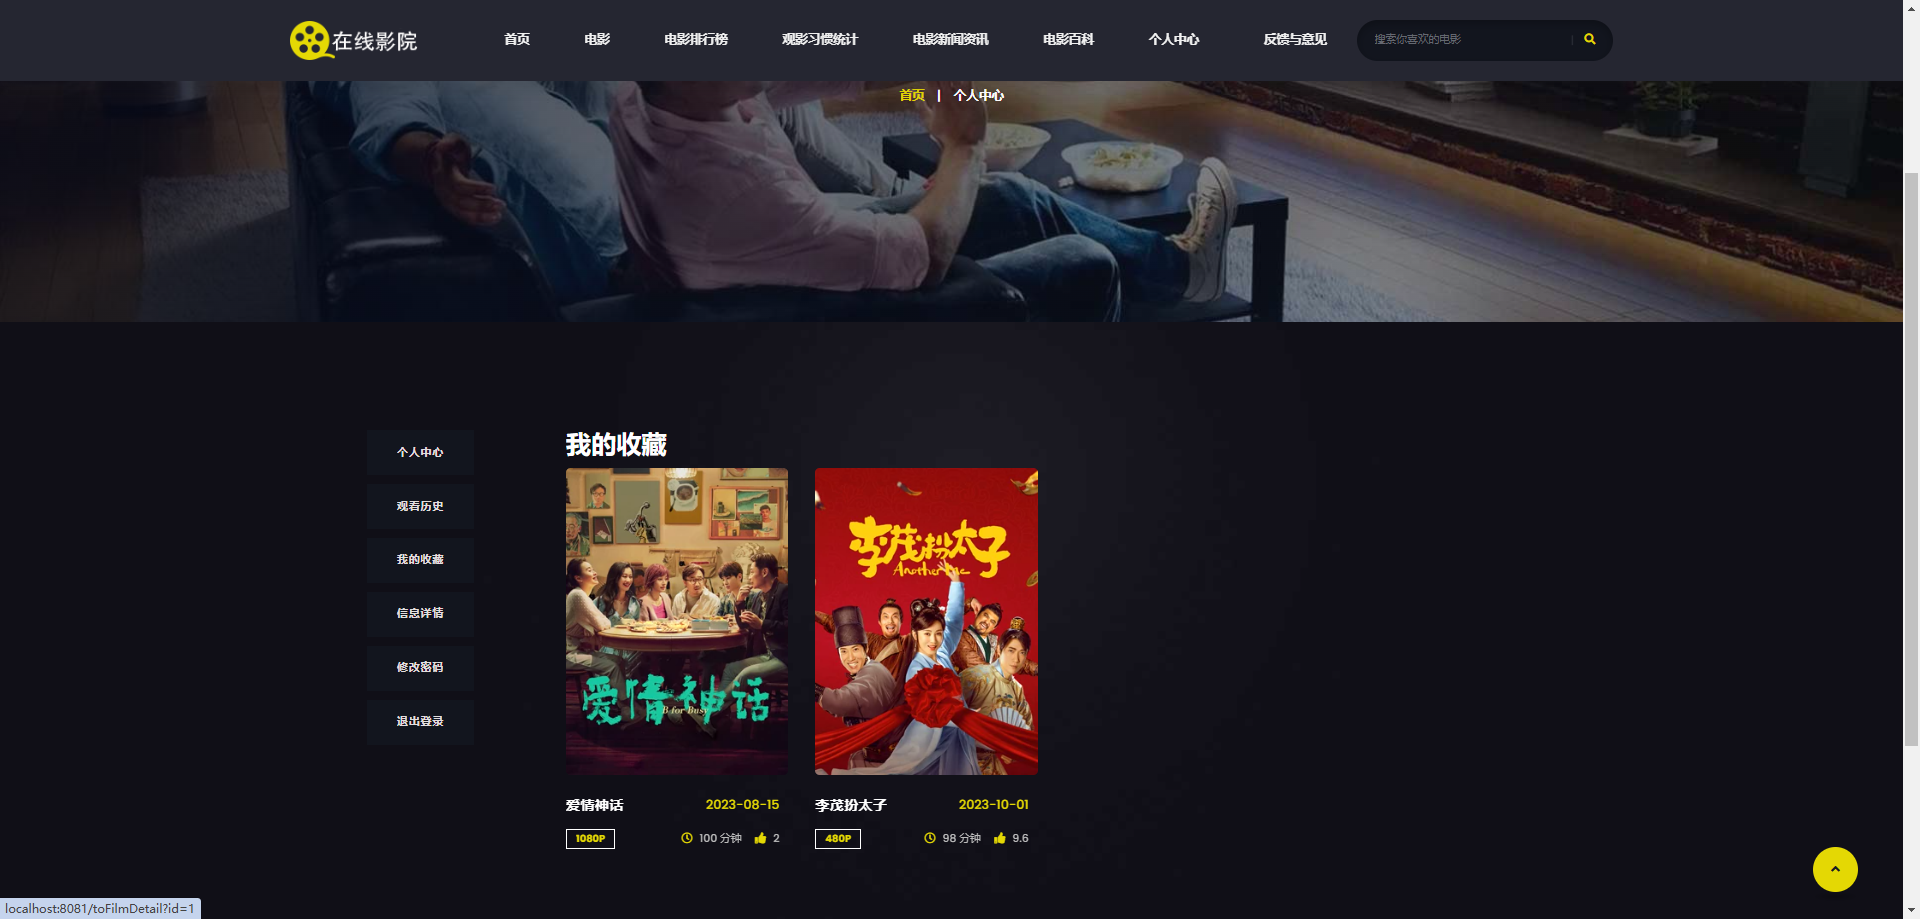 在线影院
首页
电影
电影排行榜
观影习惯统计
电影新闻资讯
电影百科
个人中心
反馈与意见
搜索你喜欢的电影
首页 | 个人中心
个人中心
观看历史
我的收藏
信息详情
修改密码
退出登录
我的收藏
爱情神话
B for Busy
李茂扮太子
Another Me
爱情神话 2023-08-15
1080P 100 分钟 2
李茂扮太子 2023-10-01
480P 98 分钟 9.6
localhost:8081/toFilmDetail?id=1